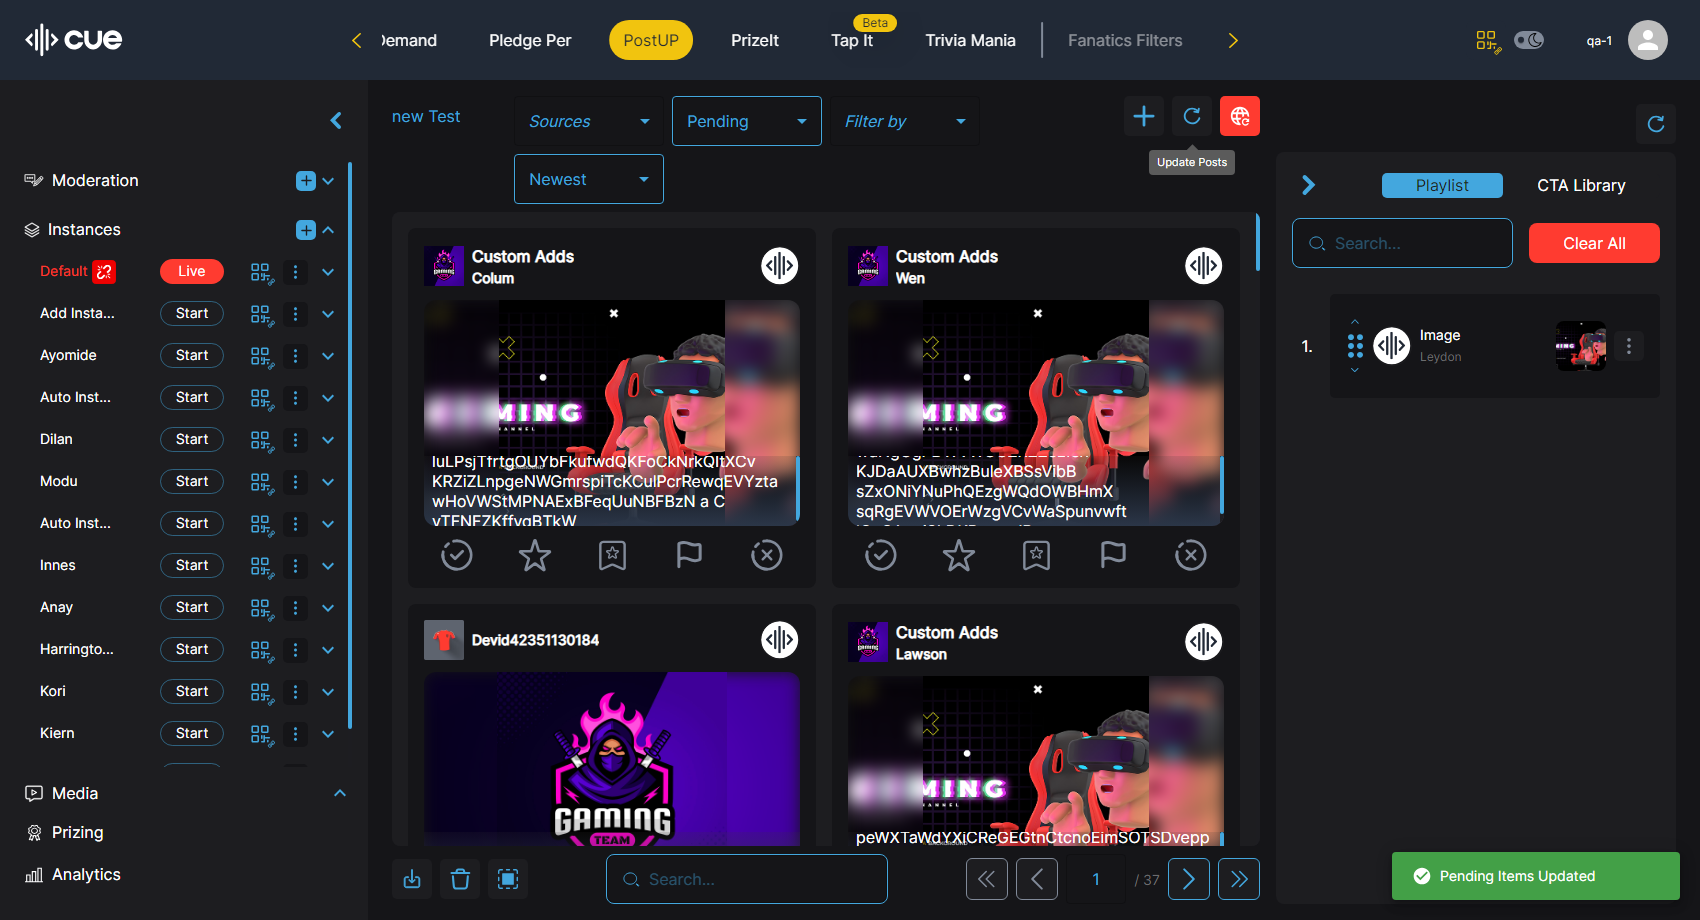 cue
Demand
Pledge Per
PostUP
PrizeIt
Beta
Tap It
Trivia Mania
Fanatics Filters
qa-1
Moderation
Instances
Default
Live
Add Insta...
Start
Ayomide
Start
Auto Inst...
Start
Dilan
Start
Modu
Start
Auto Inst...
Start
Innes
Start
Anay
Start
Harringto...
Start
Kori
Start
Kiern
Start
Media
Prizing
Analytics
new Test
Sources
Pending
Filter by
Newest
Update Posts
Custom Adds
Colum
MING
ANNEL
KRZiZLnpgeNWGmrspiTcKCulPcrRewqEVYzta
wHoVWStMPNAExBFeqUuNBFBzN a C
Custom Adds
Wen
MING
ANNEL
KJDaAUXBwhzBuleXBSsVibB
sZxONiYNuPhQEzgWQdOWBHmX
sqRgEVWVOErWzgVCvWaSpunvwft
Devid42351130184
GAMING
TEAM
Custom Adds
Lawson
MING
ANNEL
peWXTaWdYXiCReGEGtnCtcnoEimSOTSDvepp
Search...
1
/ 37
Playlist
CTA Library
Search...
Clear All
1.
Image
Leydon
Pending Items Updated